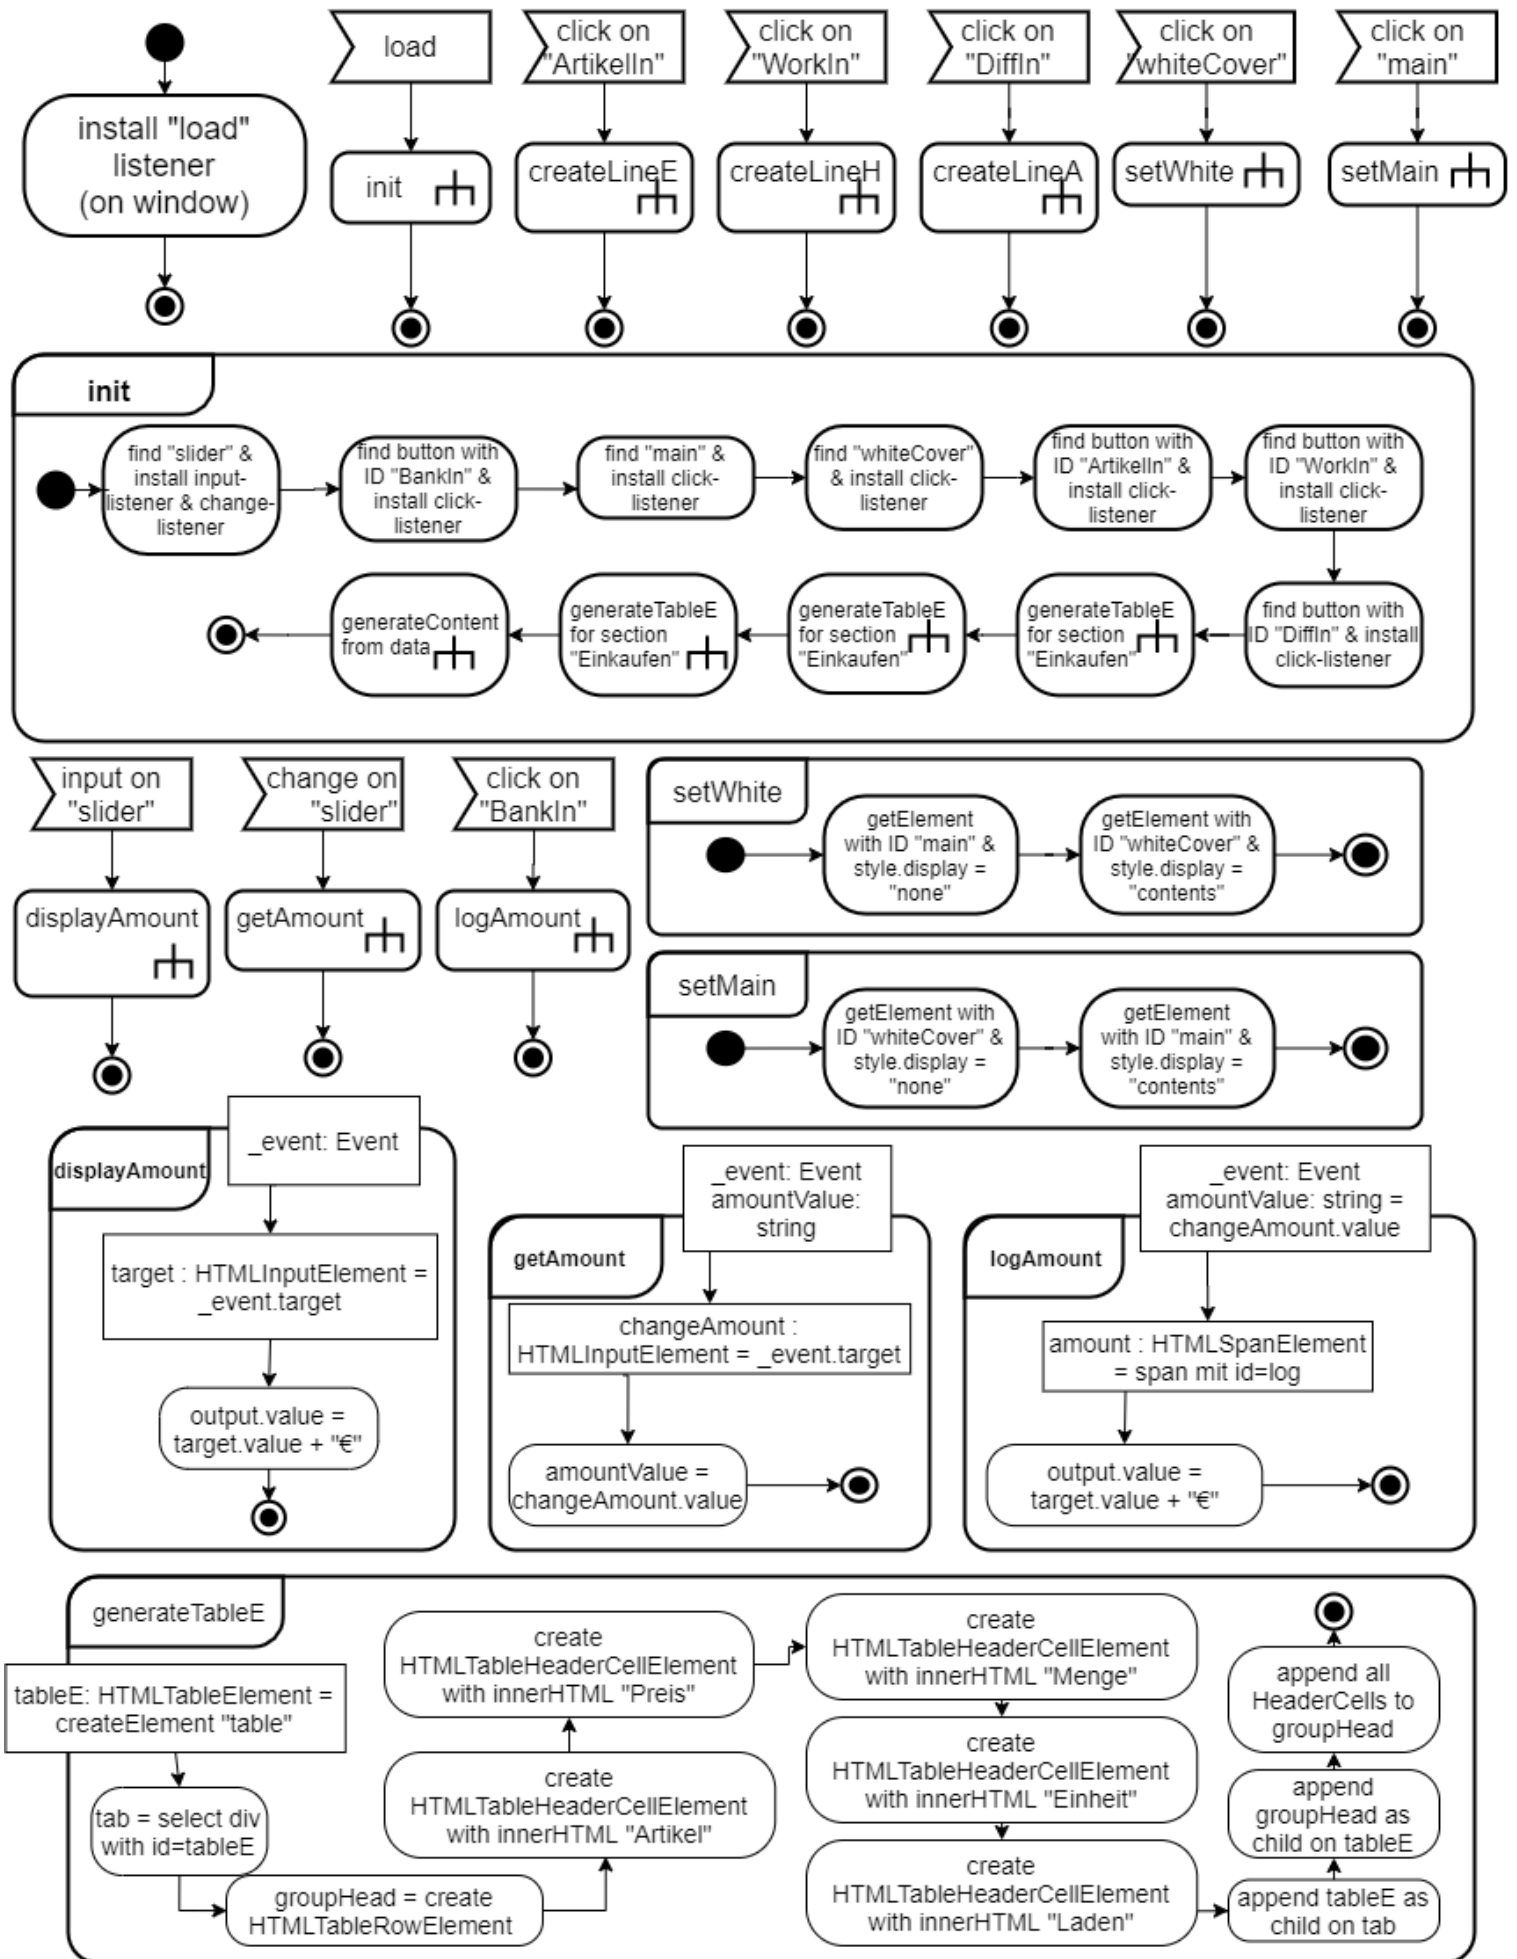 install "load"
listener
(on window)
load
init
click on
"ArtikelIn"
createLineE
click on
"WorkIn"
createLineH
click on
"DiffIn"
createLineA
click on
"whiteCover"
setWhite
click on
"main"
setMain
init
find "slider" &
install input-
listener & change-
listener
find button with
ID "BankIn" &
install click-
listener
find "main" &
install click-
listener
find "whiteCover"
& install click-
listener
find button with
ID "ArtikelIn" &
install click-
listener
find button with
ID "WorkIn" &
install click-
listener
find button with
ID "DiffIn" & install
click-listener
generateTableE
for section
"Einkaufen"
generateTableE
for section
"Einkaufen"
generateTableE
for section
"Einkaufen"
generateContent
from data
input on
"slider"
displayAmount
change on
"slider"
getAmount
click on
"BankIn"
logAmount
setWhite
getElement
with ID "main" &
style.display =
"none"
getElement with
ID "whiteCover" &
style.display =
"contents"
setMain
getElement with
ID "whiteCover" &
style.display =
"none"
getElement
with ID "main" &
style.display =
"contents"
displayAmount
_event: Event
target : HTMLInputElement =
_event.target
output.value =
target.value + "€"
getAmount
_event: Event
amountValue:
string
changeAmount :
HTMLInputElement = _event.target
amountValue =
changeAmount.value
logAmount
_event: Event
amountValue: string =
changeAmount.value
amount : HTMLSpanElement
= span mit id=log
output.value =
target.value + "€"
generateTableE
tableE: HTMLTableElement =
createElement "table"
tab = select div
with id=tableE
groupHead = create
HTMLTableRowElement
create
HTMLTableHeaderCellElement
with innerHTML "Artikel"
create
HTMLTableHeaderCellElement
with innerHTML "Preis"
create
HTMLTableHeaderCellElement
with innerHTML "Menge"
create
HTMLTableHeaderCellElement
with innerHTML "Einheit"
create
HTMLTableHeaderCellElement
with innerHTML "Laden"
append tableE as
child on tab
append
groupHead as
child on tableE
append all
HeaderCells to
groupHead